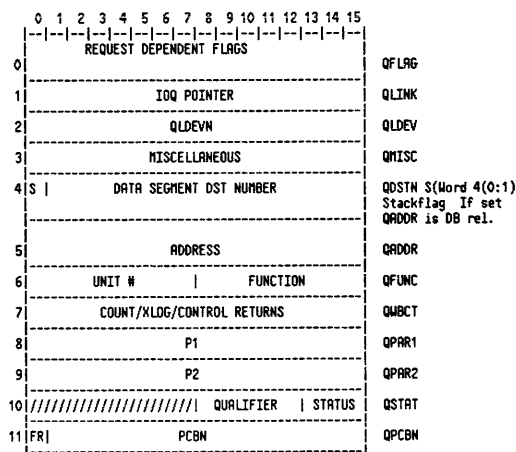 0 1 2 3 4 5 6 7 8 9 10 11 12 13 14 15
|--|--|--|--|--|--|--|--|--|--|--|--|--|--|--|--|
REQUEST DEPENDENT FLAGS
0| | QFLAG
1| IOQ POINTER | QLINK
2| QLDEVN | QLDEV
3| MISCELLANEOUS | QMISC
4|S | DATA SEGMENT DST NUMBER | QDSTN S(Word 4(0:1)
Stackflag If set
QADDR is DB rel.
5| ADDRESS | QADDR
6| UNIT # | FUNCTION | QFUNC
7| COUNT/XLOG/CONTROL RETURNS | QWBCT
8| P1 | QPAR1
9| P2 | QPAR2
10|///////////////////////| QUALIFIER | STATUS | QSTAT
11|FR| PCBN | QPCBN